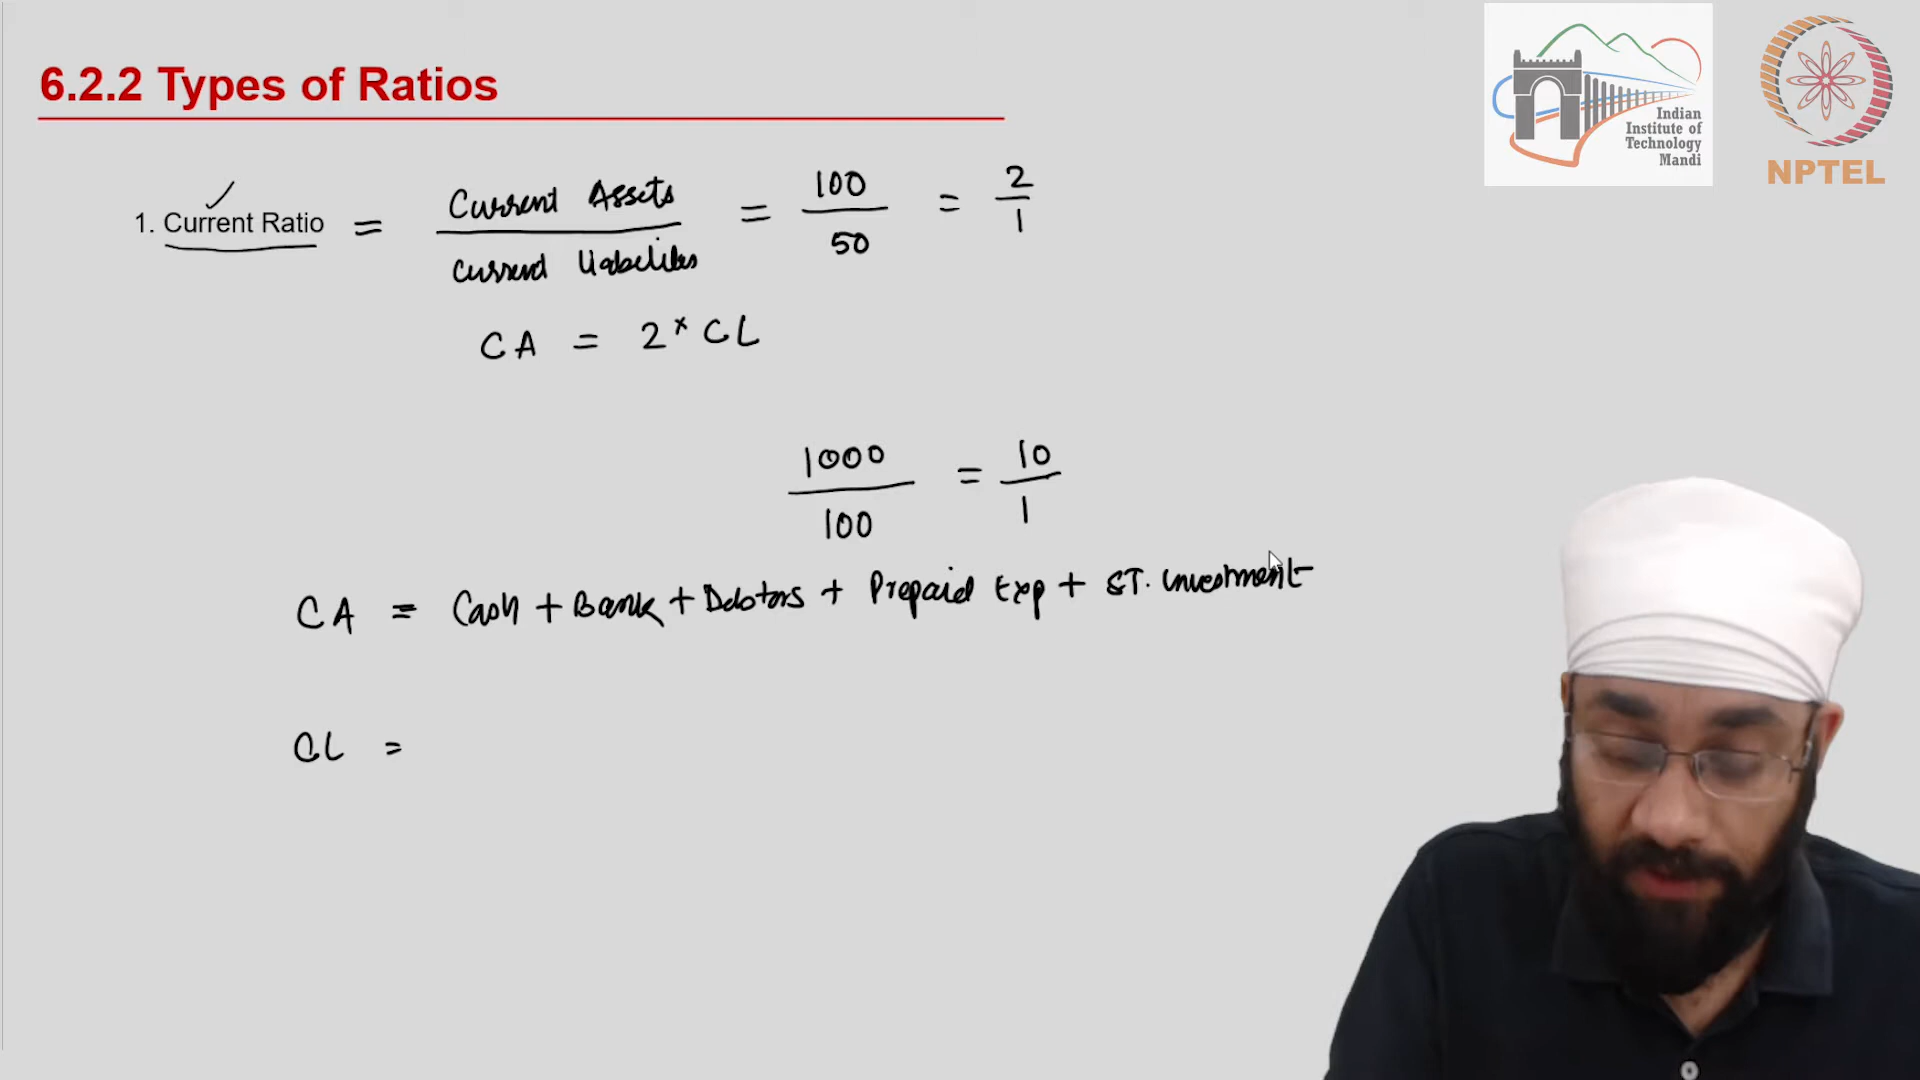 6.2.2 Types of Ratios
Indian
Institute of
Technology
Mandi
NPTEL
1. Current Ratio = Current Assets / Current Liabilities = 100 / 50 = 2 / 1
CA = 2 × CL
1000 / 100 = 10 / 1
CA = Cash + Bank + Debtors + Prepaid Exp + ST. Investment
CL =